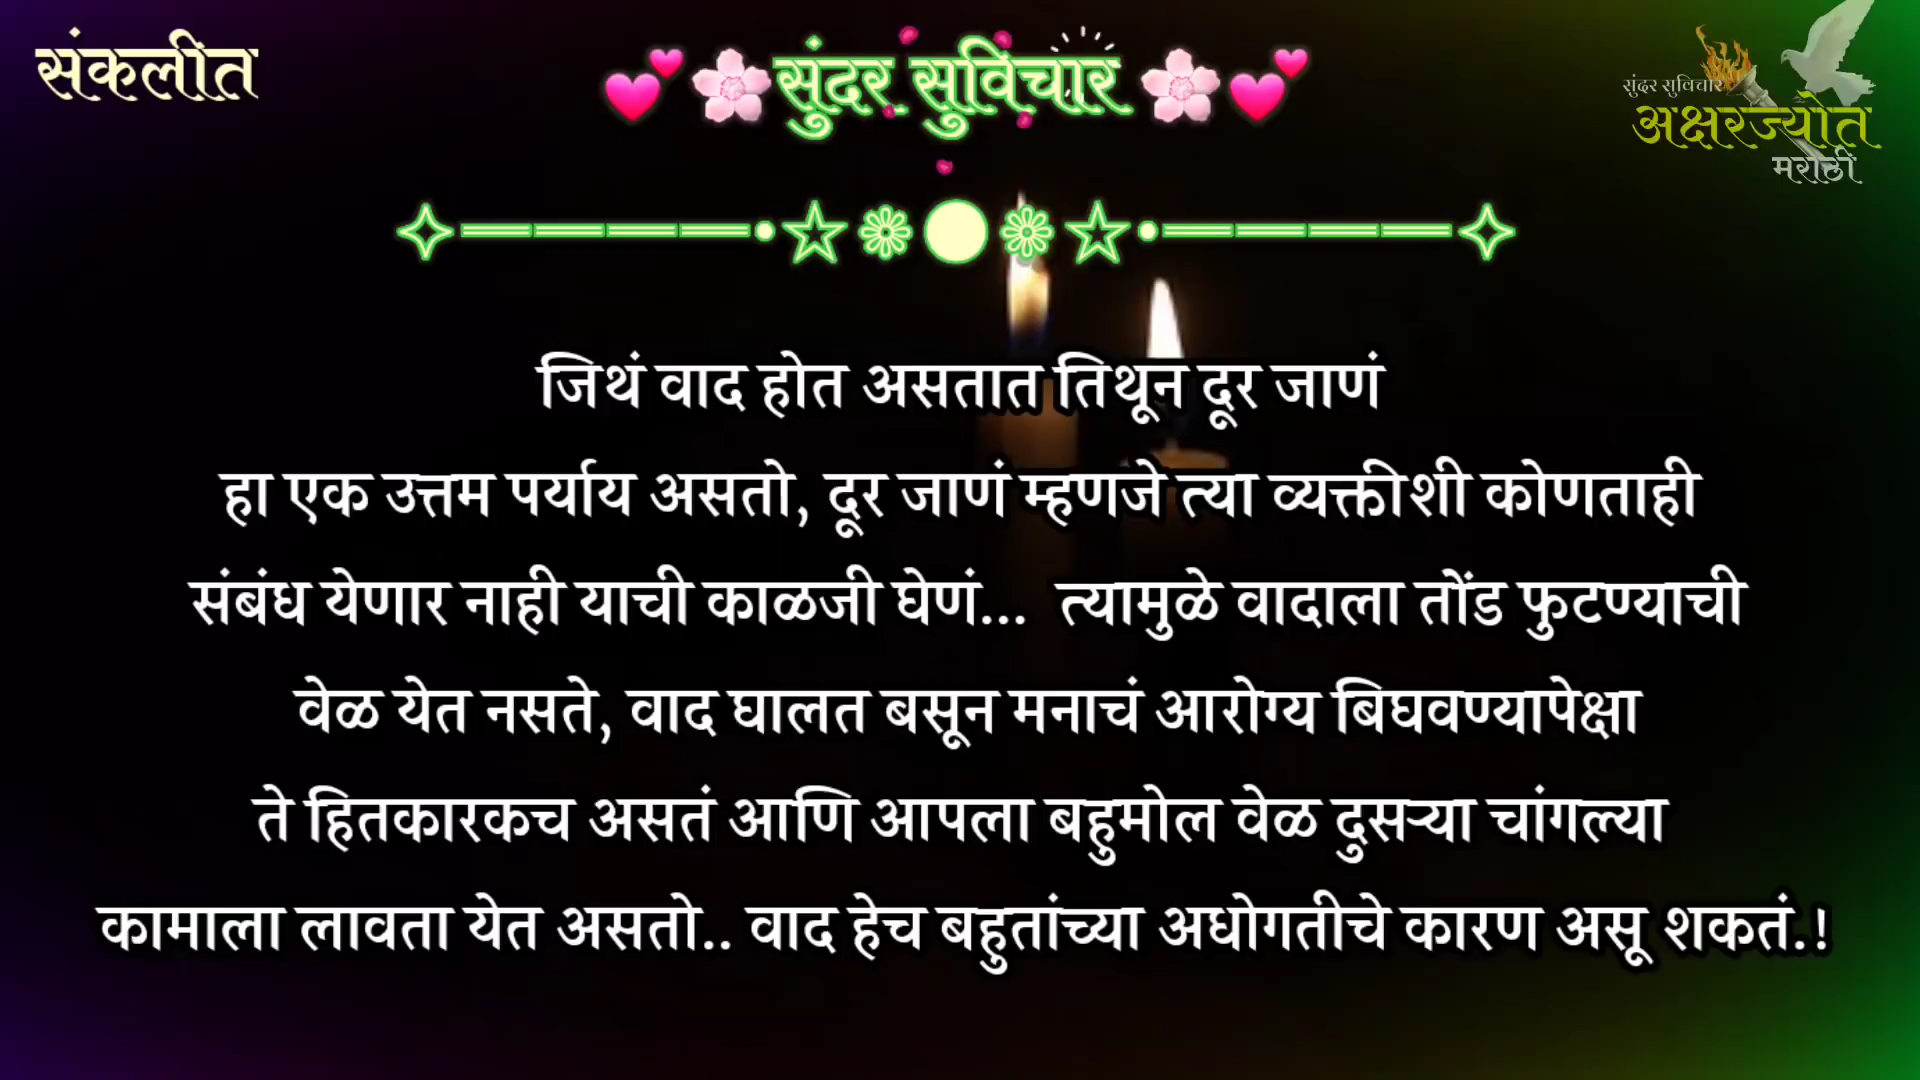 संकलीत
💕🌸सुंदर सुविचार🌸💕
सुंदर सुविचार
अक्षरज्योत
मराठी
जिथं वाद होत असतात तिथून दूर जाणं
हा एक उत्तम पर्याय असतो, दूर जाणं म्हणजे त्या व्यक्तीशी कोणताही
संबंध येणार नाही याची काळजी घेणं... त्यामुळे वादाला तोंड फुटण्याची
वेळ येत नसते, वाद घालत बसून मनाचं आरोग्य बिघवण्यापेक्षा
ते हितकारकच असतं आणि आपला बहुमोल वेळ दुसऱ्या चांगल्या
कामाला लावता येत असतो.. वाद हेच बहुतांच्या अधोगतीचे कारण असू शकतं.!